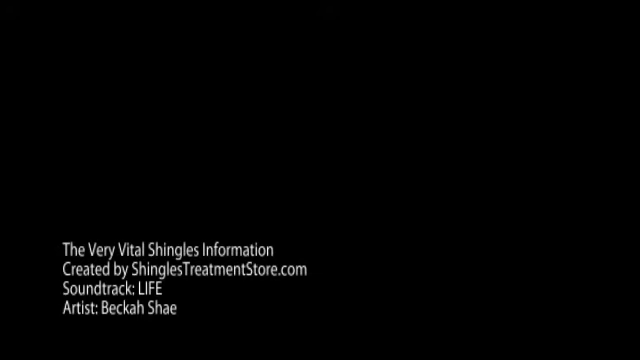 The Very Vital Shingles Information
Created by ShinglesTreatmentStore.com
Soundtrack: LIFE
Artist: Beckah Shae